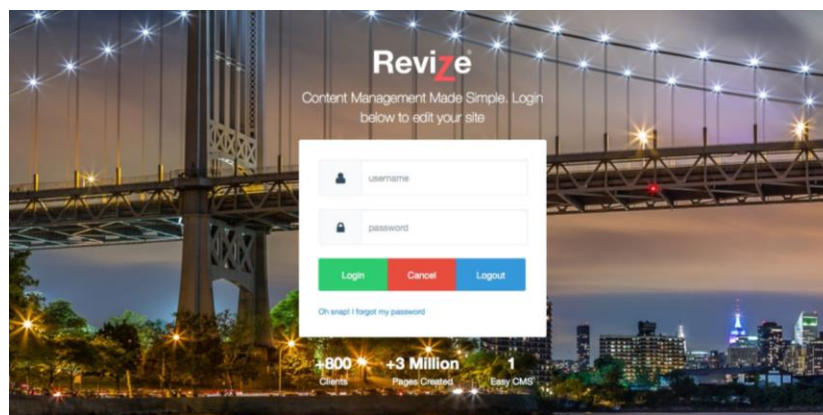 Revize
Content Management Made Simple. Login
below to edit your site
username
password
Login Cancel Logout
Oh snap! I forgot my password
+800 +3 Million 1
Clients Pages Created Easy CMS